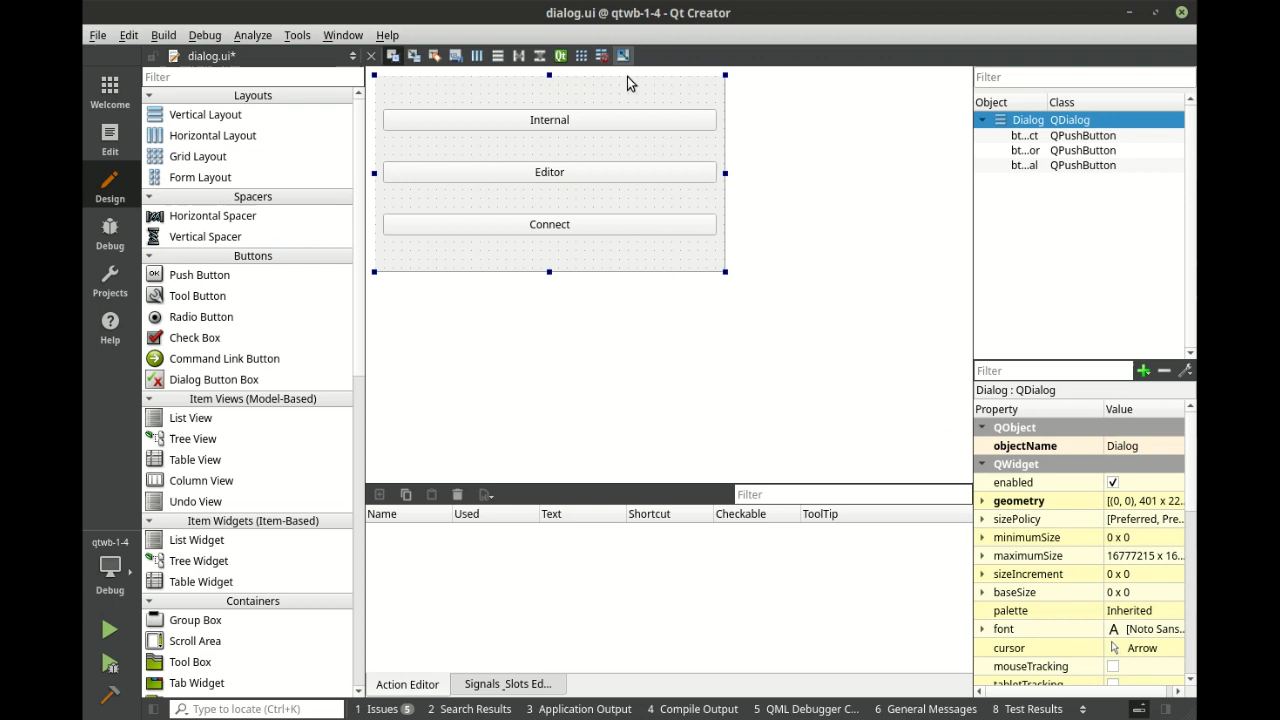 dialog.ui @ qtwb-1-4 - Qt Creator
File Edit Build Debug Analyze Tools Window Help
dialog.ui*
Filter
Welcome
Edit
Design
Debug
Projects
Help
qtwb-1-4
Debug
Layouts
Vertical Layout
Horizontal Layout
Grid Layout
Form Layout
Spacers
Horizontal Spacer
Vertical Spacer
Buttons
Push Button
OK
Tool Button
Radio Button
Check Box
Command Link Button
Dialog Button Box
Item Views (Model-Based)
List View
Tree View
Table View
Column View
Undo View
Item Widgets (Item-Based)
List Widget
Tree Widget
Table Widget
Containers
Group Box
Scroll Area
Tool Box
Tab Widget
Qt
Internal
Editor
Connect
Filter
Name Used Text Shortcut Checkable ToolTip
Action Editor Signals _Slots Ed...
Filter
Object Class
Dialog QDialog
bt...ct QPushButton
bt...or QPushButton
bt...al QPushButton
Filter
Dialog : QDialog
Property Value
QObject
objectName Dialog
QWidget
enabled
geometry [(0, 0), 401 x 22...
sizePolicy [Preferred, Pre...
minimumSize 0 x 0
maximumSize 16777215 x 16...
sizeIncrement 0 x 0
baseSize 0 x 0
palette Inherited
font A [Noto Sans...
cursor Arrow
mouseTracking
tabletTracking
Type to locate (Ctrl+K) 1 Issues 5 2 Search Results 3 Application Output 4 Compile Output 5 QML Debugger C... 6 General Messages 8 Test Results